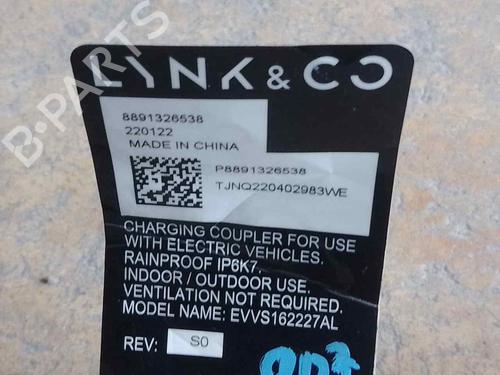 LYNK & CO
8891326538
220122
MADE IN CHINA
P8891326538
TJNQ220402983WE
CHARGING COUPLER FOR USE
WITH ELECTRIC VEHICLES.
RAINPROOF IP6K7.
INDOOR / OUTDOOR USE.
VENTILATION NOT REQUIRED.
MODEL NAME: EVVS162227AL
REV: S0
B-PARTS